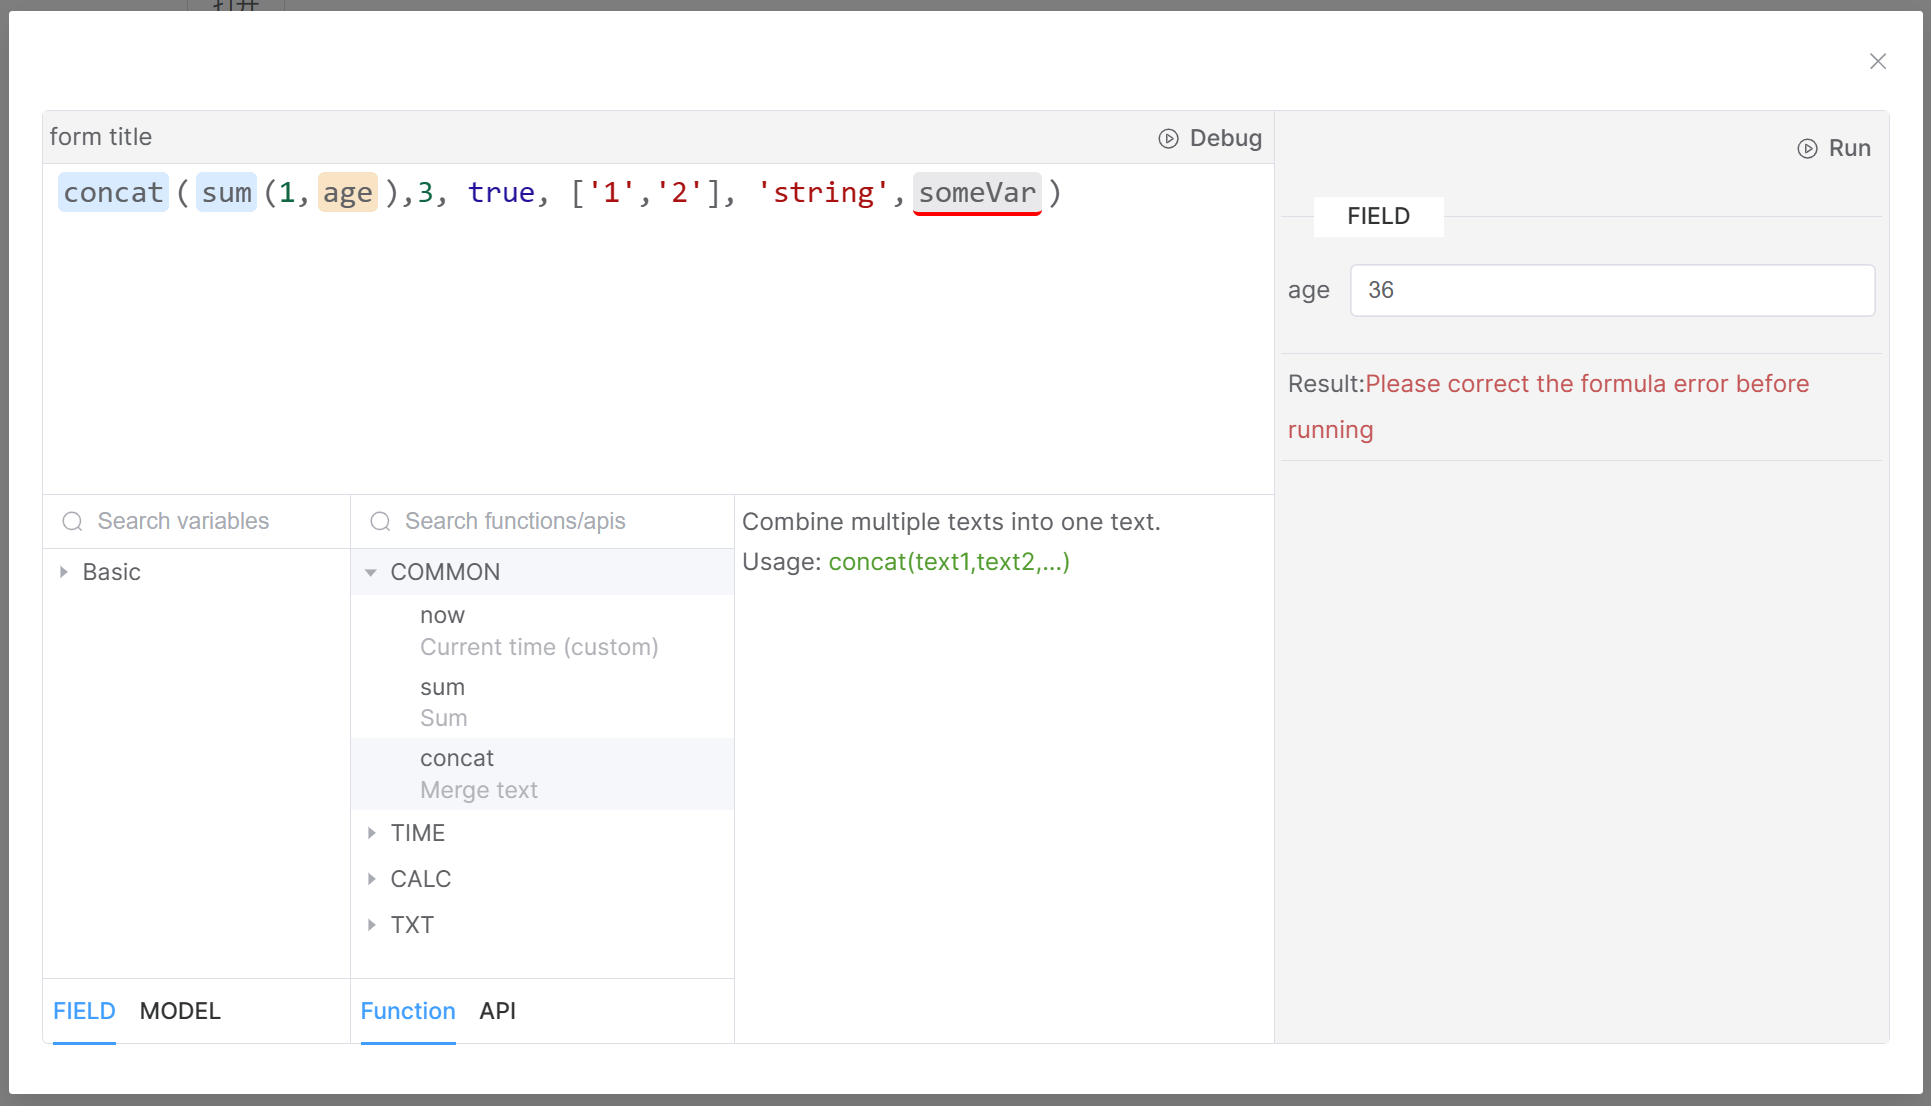 打开
form title
Debug
concat(sum(1,age),3, true, ['1','2'], 'string',someVar)
Run
FIELD
age
36
Result:Please correct the formula error before
running
Search variables
Basic
FIELD
MODEL
Search functions/apis
COMMON
now
Current time (custom)
sum
Sum
concat
Merge text
TIME
CALC
TXT
Function
API
Combine multiple texts into one text.
Usage: concat(text1,text2,...)